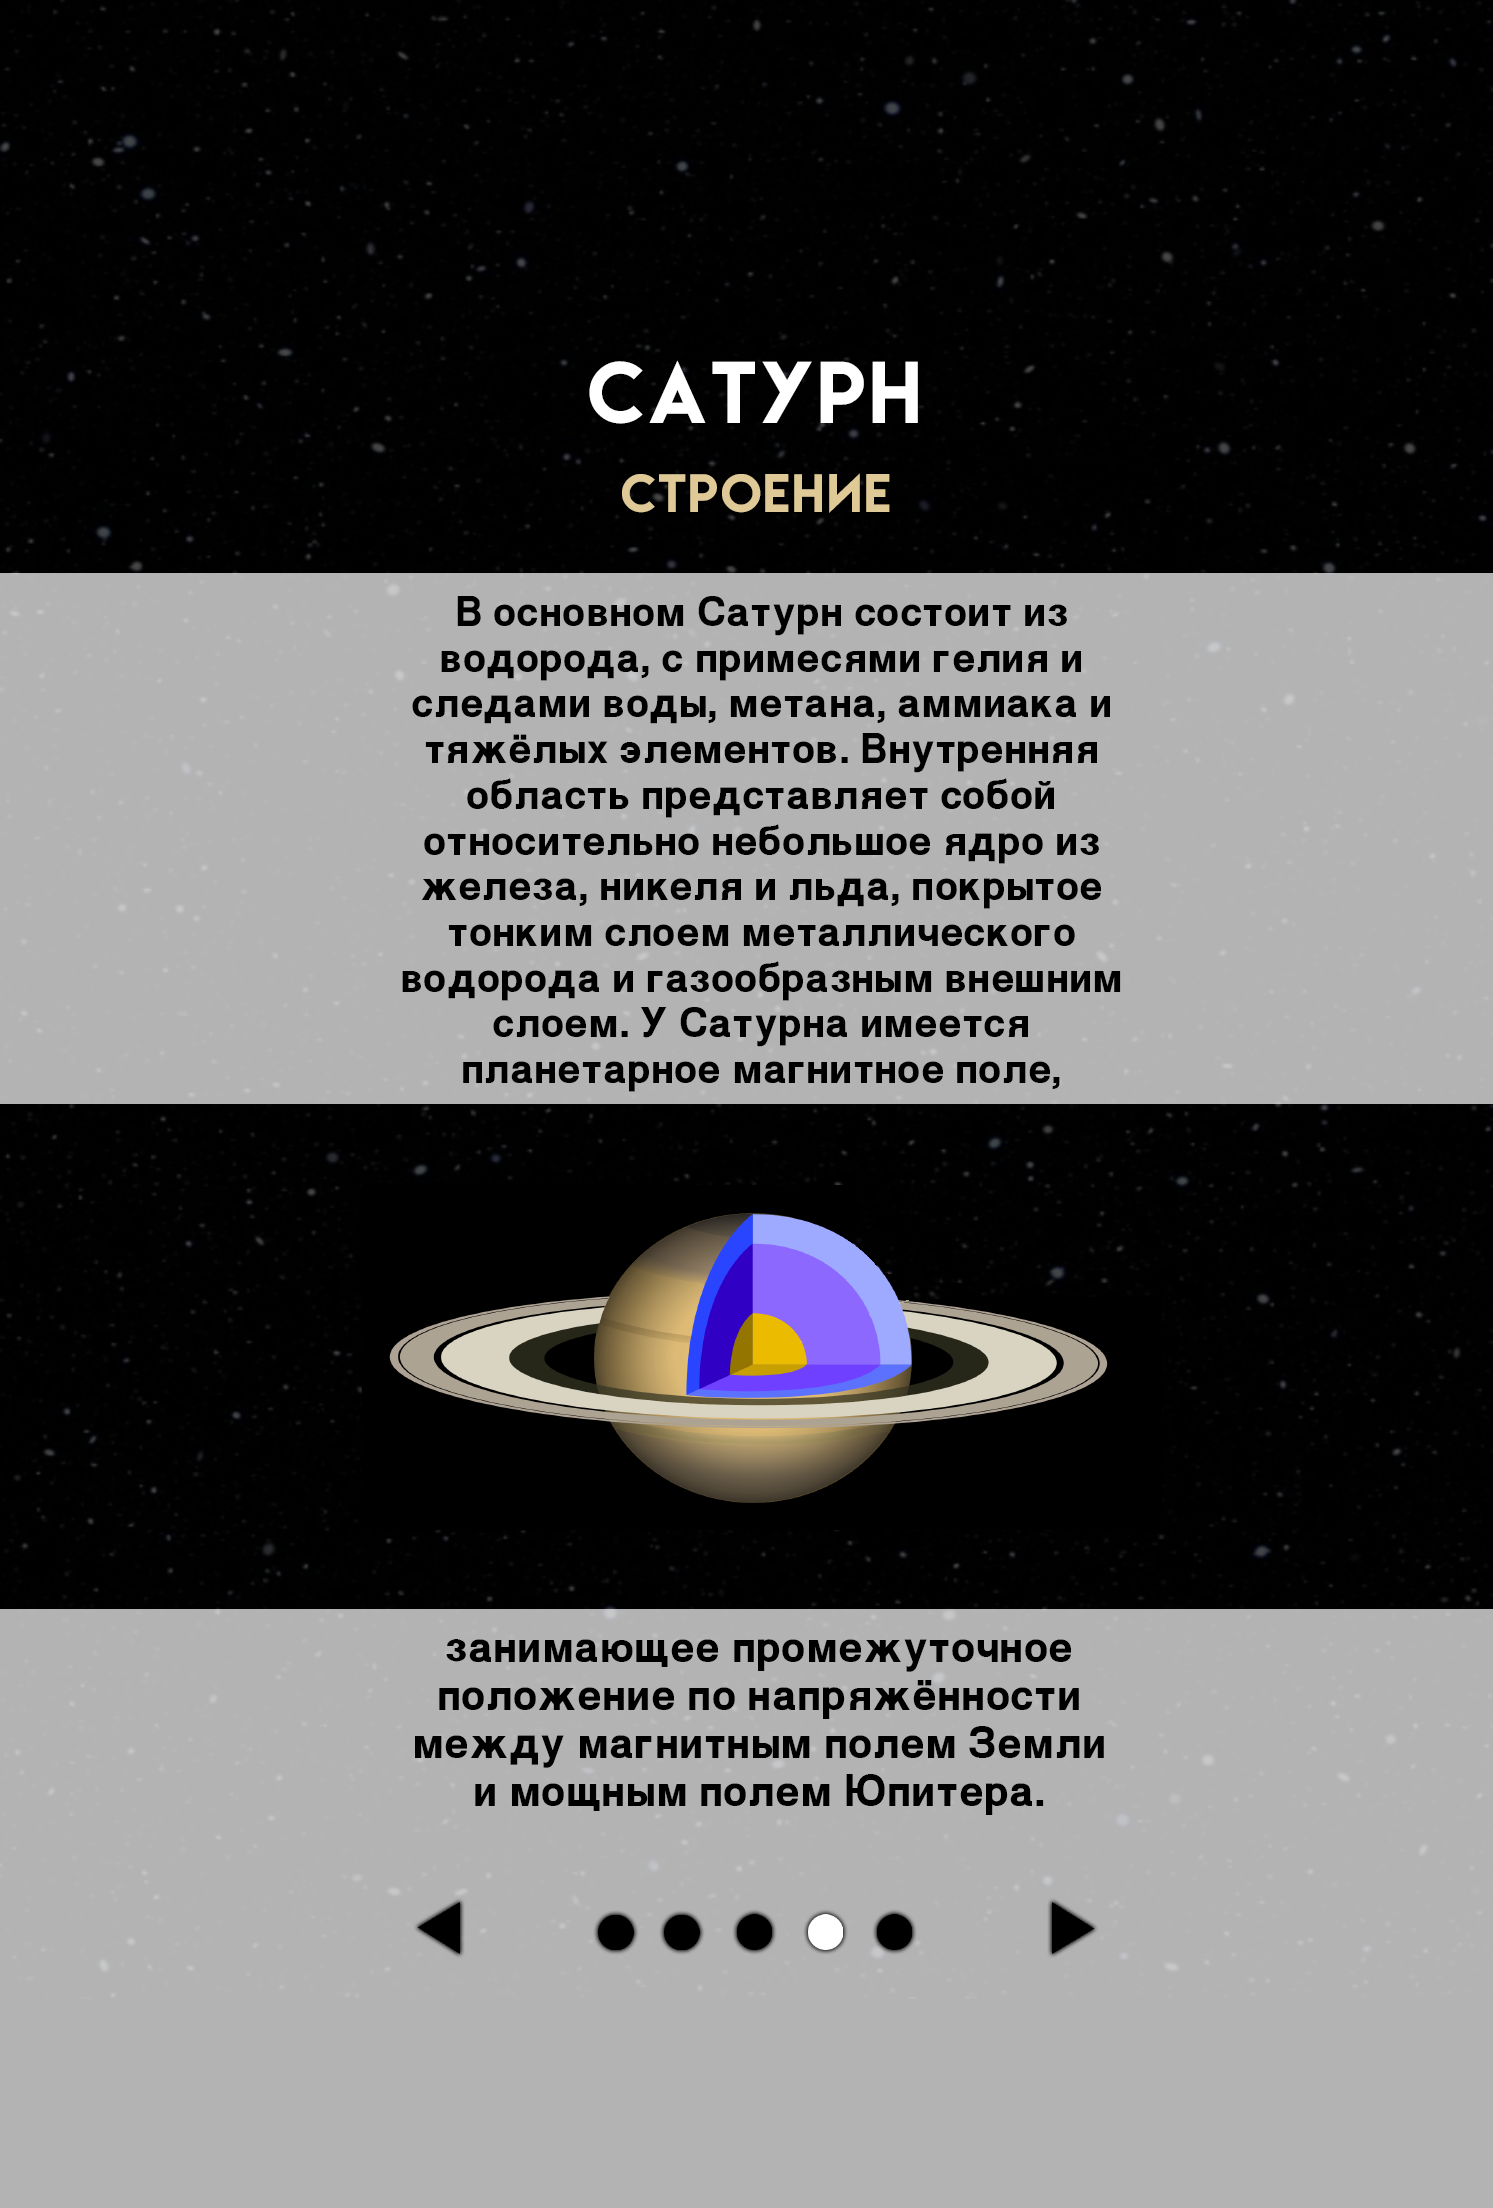 САТУРН
СТРОЕНИЕ
В основном Сатурн состоит из
водорода, с примесями гелия и
следами воды, метана, аммиака и
тяжёлых элементов. Внутренняя
область представляет собой
относительно небольшое ядро из
железа, никеля и льда, покрытое
тонким слоем металлического
водорода и газообразным внешним
слоем. У Сатурна имеется
планетарное магнитное поле,
занимающее промежуточное
положение по напряжённости
между магнитным полем Земли
и мощным полем Юпитера.